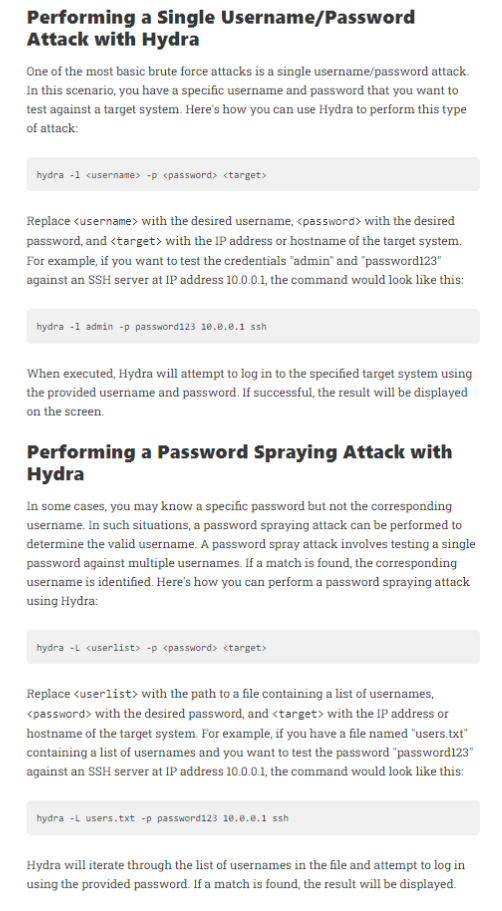 Performing a Single Username/Password
Attack with Hydra
One of the most basic brute force attacks is a single username/password attack.
In this scenario, you have a specific username and password that you want to
test against a target system. Here's how you can use Hydra to perform this type
of attack:
hydra -l <username> -p <password> <target>
Replace <username> with the desired username, <password> with the desired
password, and <target> with the IP address or hostname of the target system.
For example, if you want to test the credentials "admin" and "password123"
against an SSH server at IP address 10.0.0.1, the command would look like this:
hydra -l admin -p password123 10.0.0.1 ssh
When executed, Hydra will attempt to log in to the specified target system using
the provided username and password. If successful, the result will be displayed
on the screen.
Performing a Password Spraying Attack with
Hydra
In some cases, you may know a specific password but not the corresponding
username. In such situations, a password spraying attack can be performed to
determine the valid username. A password spray attack involves testing a single
password against multiple usernames. If a match is found, the corresponding
username is identified. Here's how you can perform a password spraying attack
using Hydra:
hydra -L <userlist> -p <password> <target>
Replace <userlist> with the path to a file containing a list of usernames,
<password> with the desired password, and <target> with the IP address or
hostname of the target system. For example, if you have a file named "users.txt"
containing a list of usernames and you want to test the password "password123"
against an SSH server at IP address 10.0.0.1, the command would look like this:
hydra -L users.txt -p password123 10.0.0.1 ssh
Hydra will iterate through the list of usernames in the file and attempt to log in
using the provided password. If a match is found, the result will be displayed.